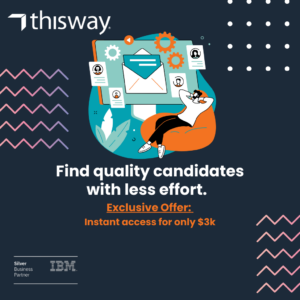 thisway.
Find quality candidates
with less effort.
Exclusive Offer:
Instant access for only $3k
Silver
Business
Partner
IBM